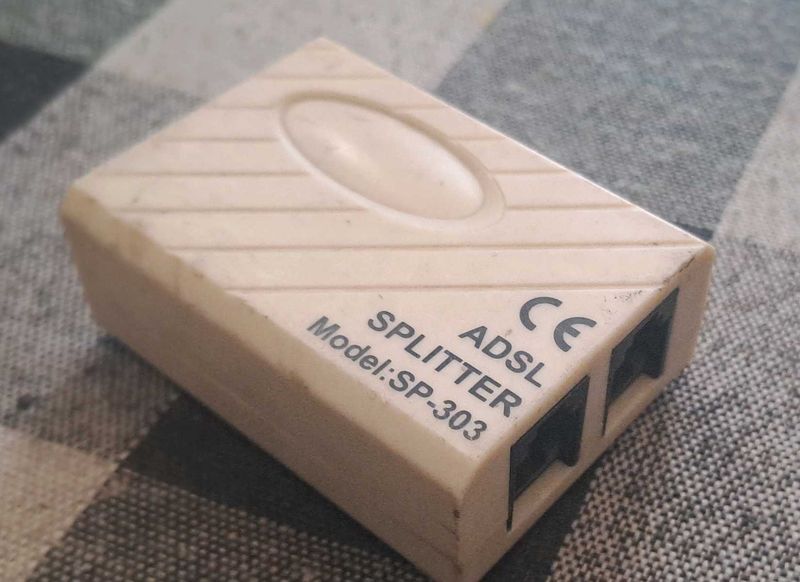 CE
ADSL
SPLITTER
Model:SP-303